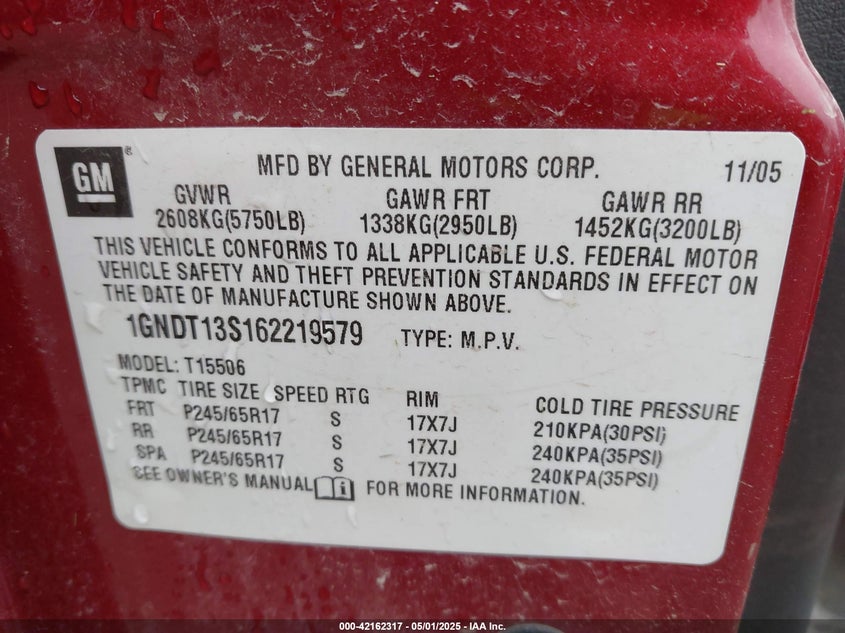 GM® MFD BY GENERAL MOTORS CORP. 11/05
GVWR GAWR FRT GAWR RR
2608KG(5750LB) 1338KG(2950LB) 1452KG(3200LB)
THIS VEHICLE CONFORMS TO ALL APPLICABLE U.S. FEDERAL MOTOR
VEHICLE SAFETY AND THEFT PREVENTION STANDARDS IN EFFECT ON
THE DATE OF MANUFACTURE SHOWN ABOVE.
1GNDT13S162219579 TYPE: M.P.V.
MODEL: T15506
TPMC TIRE SIZE SPEED RTG RIM COLD TIRE PRESSURE
FRT P245/65R17 S 17X7J 210KPA(30PSI)
RR P245/65R17 S 17X7J 240KPA(35PSI)
SPA P245/65R17 S 17X7J 240KPA(35PSI)
SEE OWNER'S MANUAL FOR MORE INFORMATION.
000-42162317 - 05/01/2025 - IAA Inc.